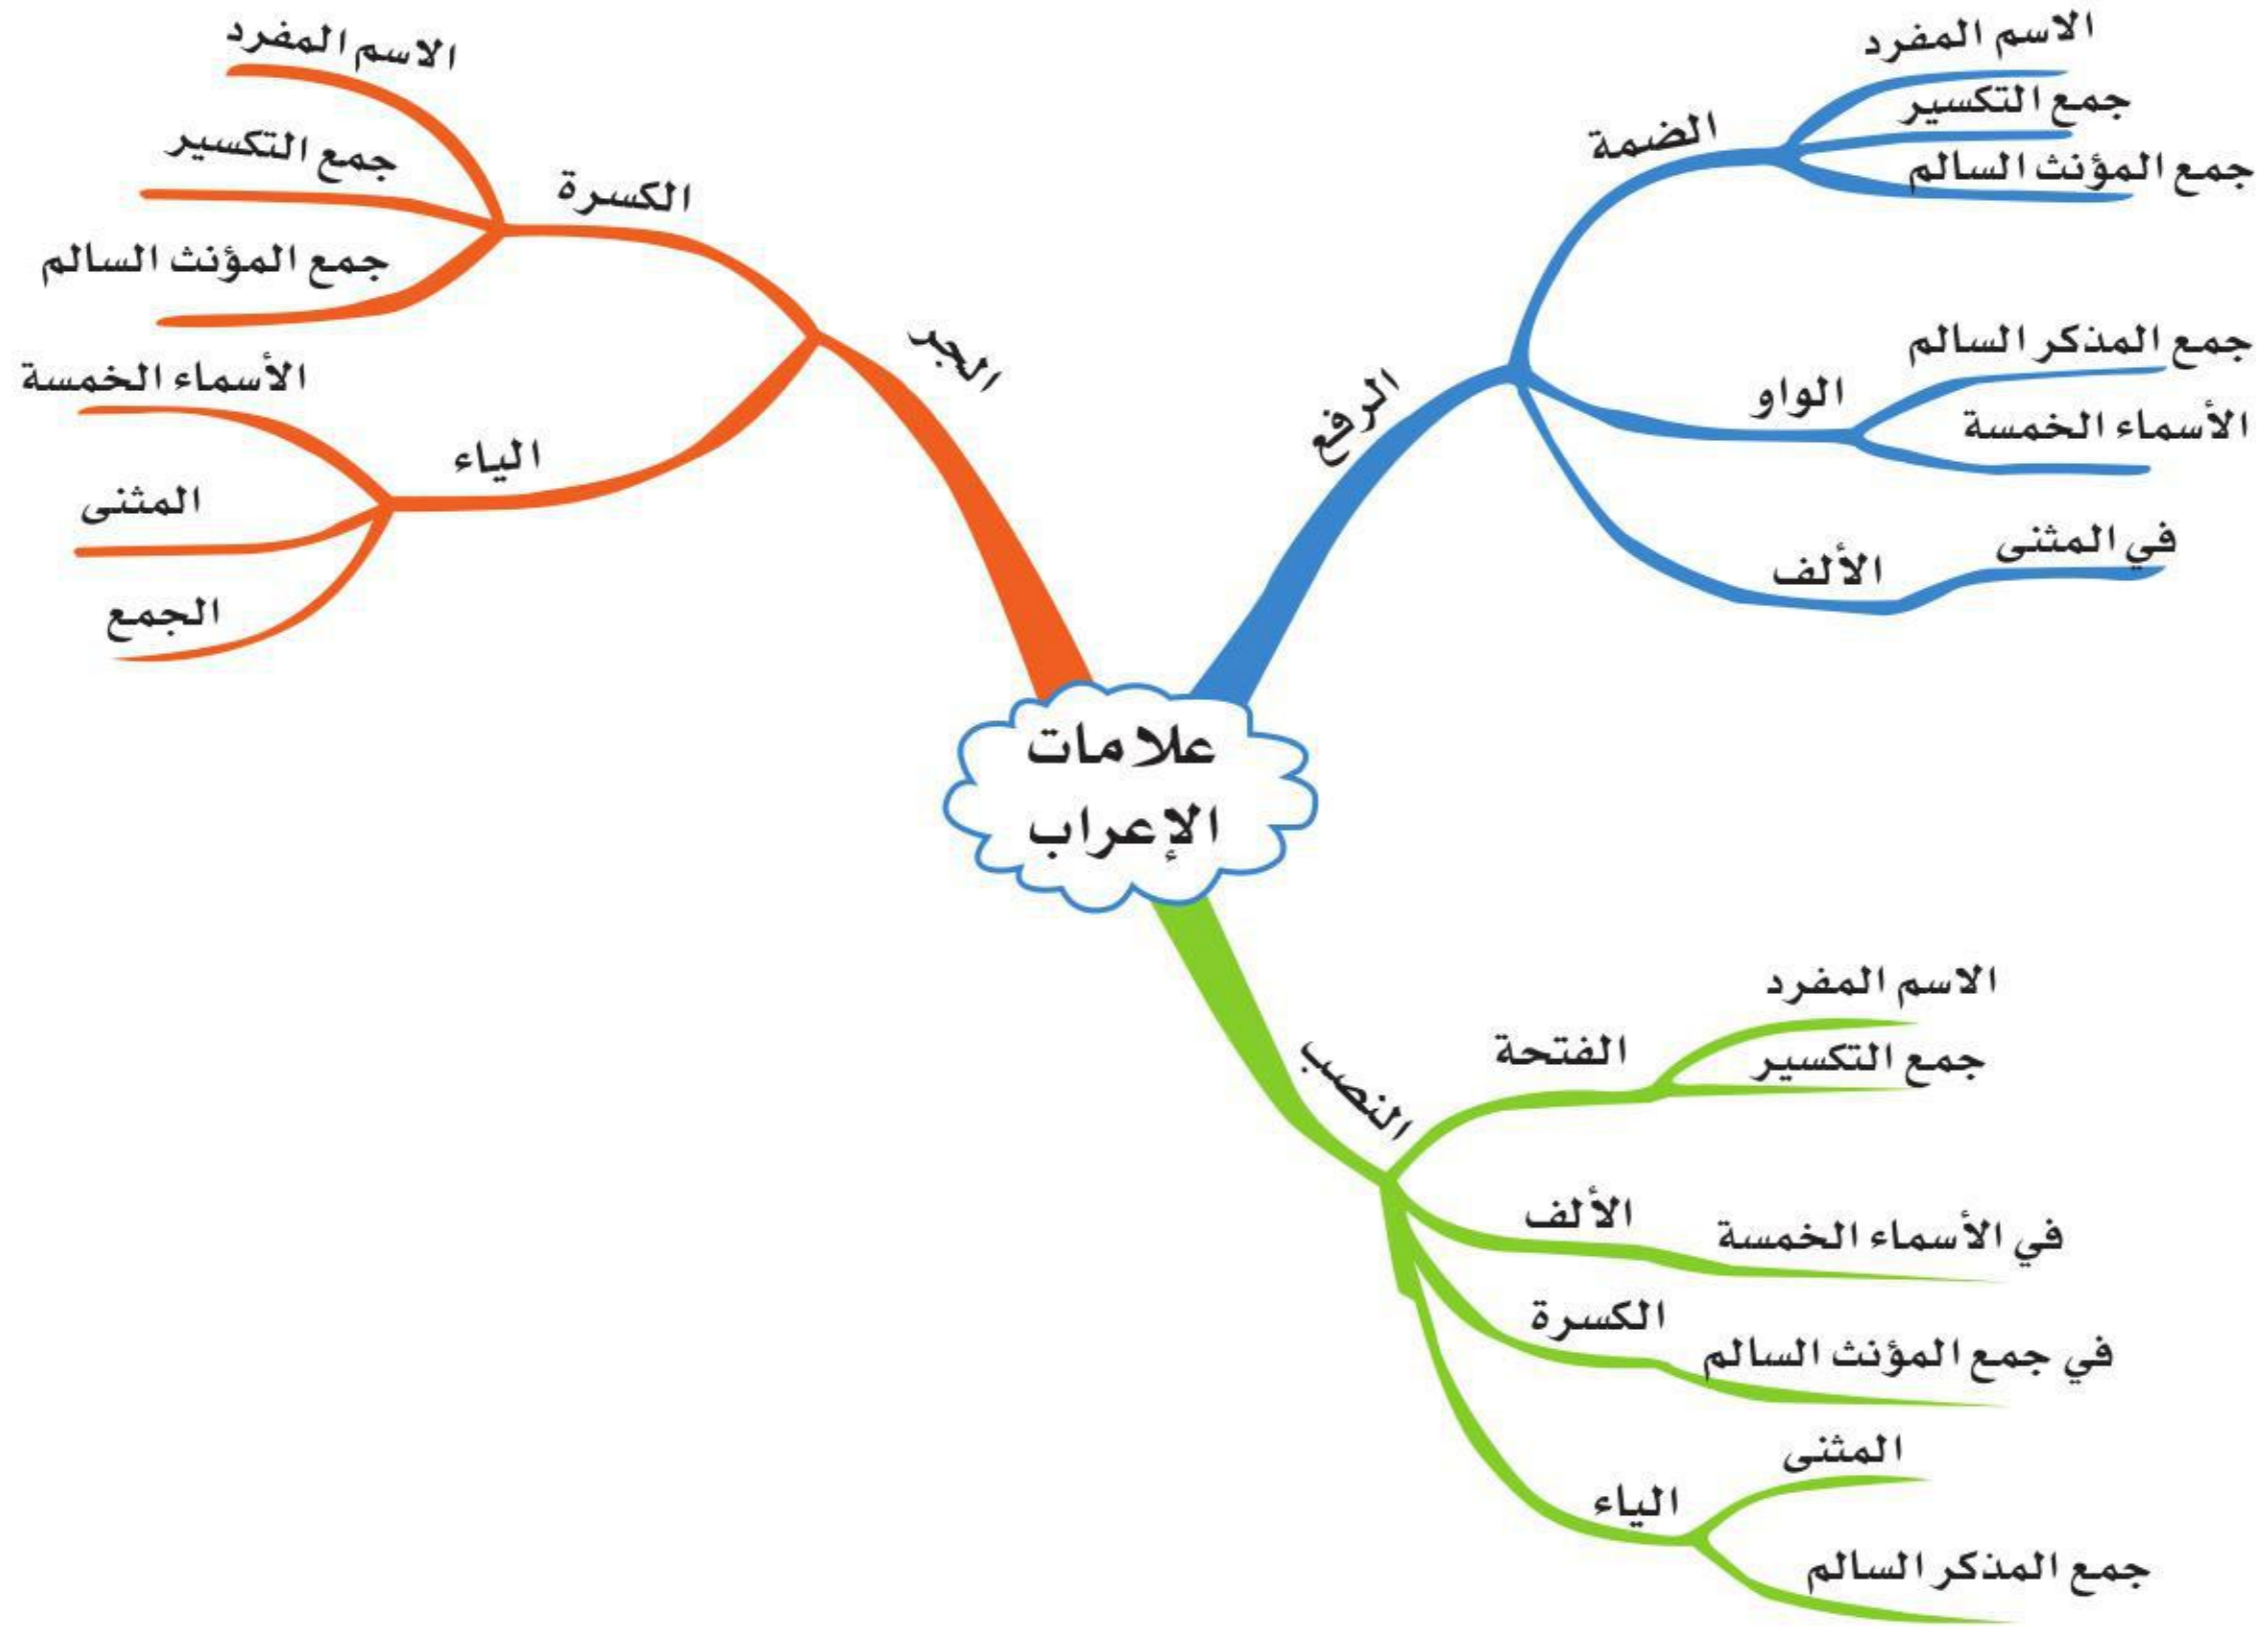 علامات
الإعراب
الرفع
الضمة
الاسم المفرد
جمع التكسير
جمع المؤنث السالم
الواو
جمع المذكر السالم
الأسماء الخمسة
الألف
في المثنى
النصب
الفتحة
الاسم المفرد
جمع التكسير
الألف
في الأسماء الخمسة
الكسرة
في جمع المؤنث السالم
الياء
المثنى
جمع المذكر السالم
الجر
الكسرة
الاسم المفرد
جمع التكسير
جمع المؤنث السالم
الياء
الأسماء الخمسة
المثنى
الجمع